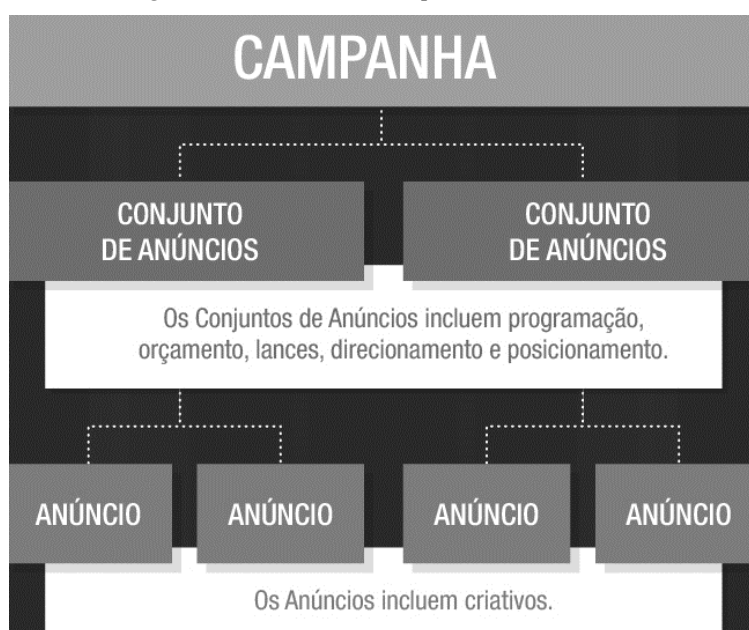 CAMPANHA
CONJUNTO
DE ANÚNCIOS
CONJUNTO
DE ANÚNCIOS
Os Conjuntos de Anúncios incluem programação,
orçamento, lances, direcionamento e posicionamento.
ANÚNCIO
ANÚNCIO
ANÚNCIO
ANÚNCIO
Os Anúncios incluem criativos.